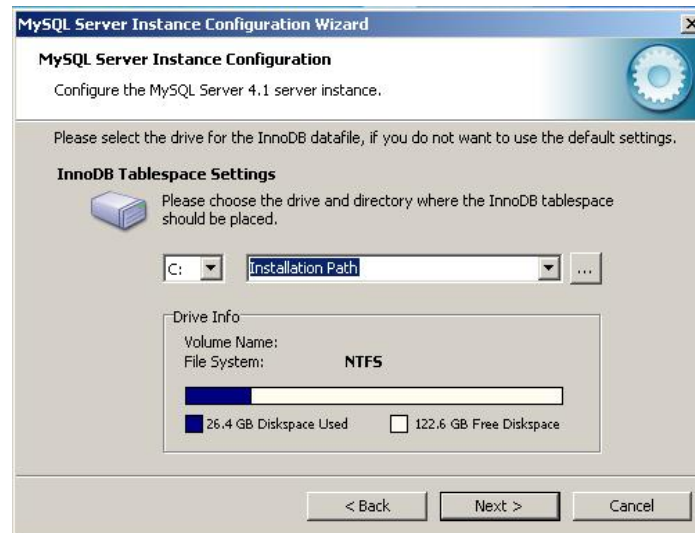 MySQL Server Instance Configuration Wizard
MySQL Server Instance Configuration
Configure the MySQL Server 4.1 server instance.
Please select the drive for the InnoDB datafile, if you do not want to use the default settings.
InnoDB Tablespace Settings
Please choose the drive and directory where the InnoDB tablespace
should be placed.
C: Installation Path ...
Drive Info
Volume Name:
File System: NTFS
26.4 GB Diskspace Used 122.6 GB Free Diskspace
< Back Next > Cancel